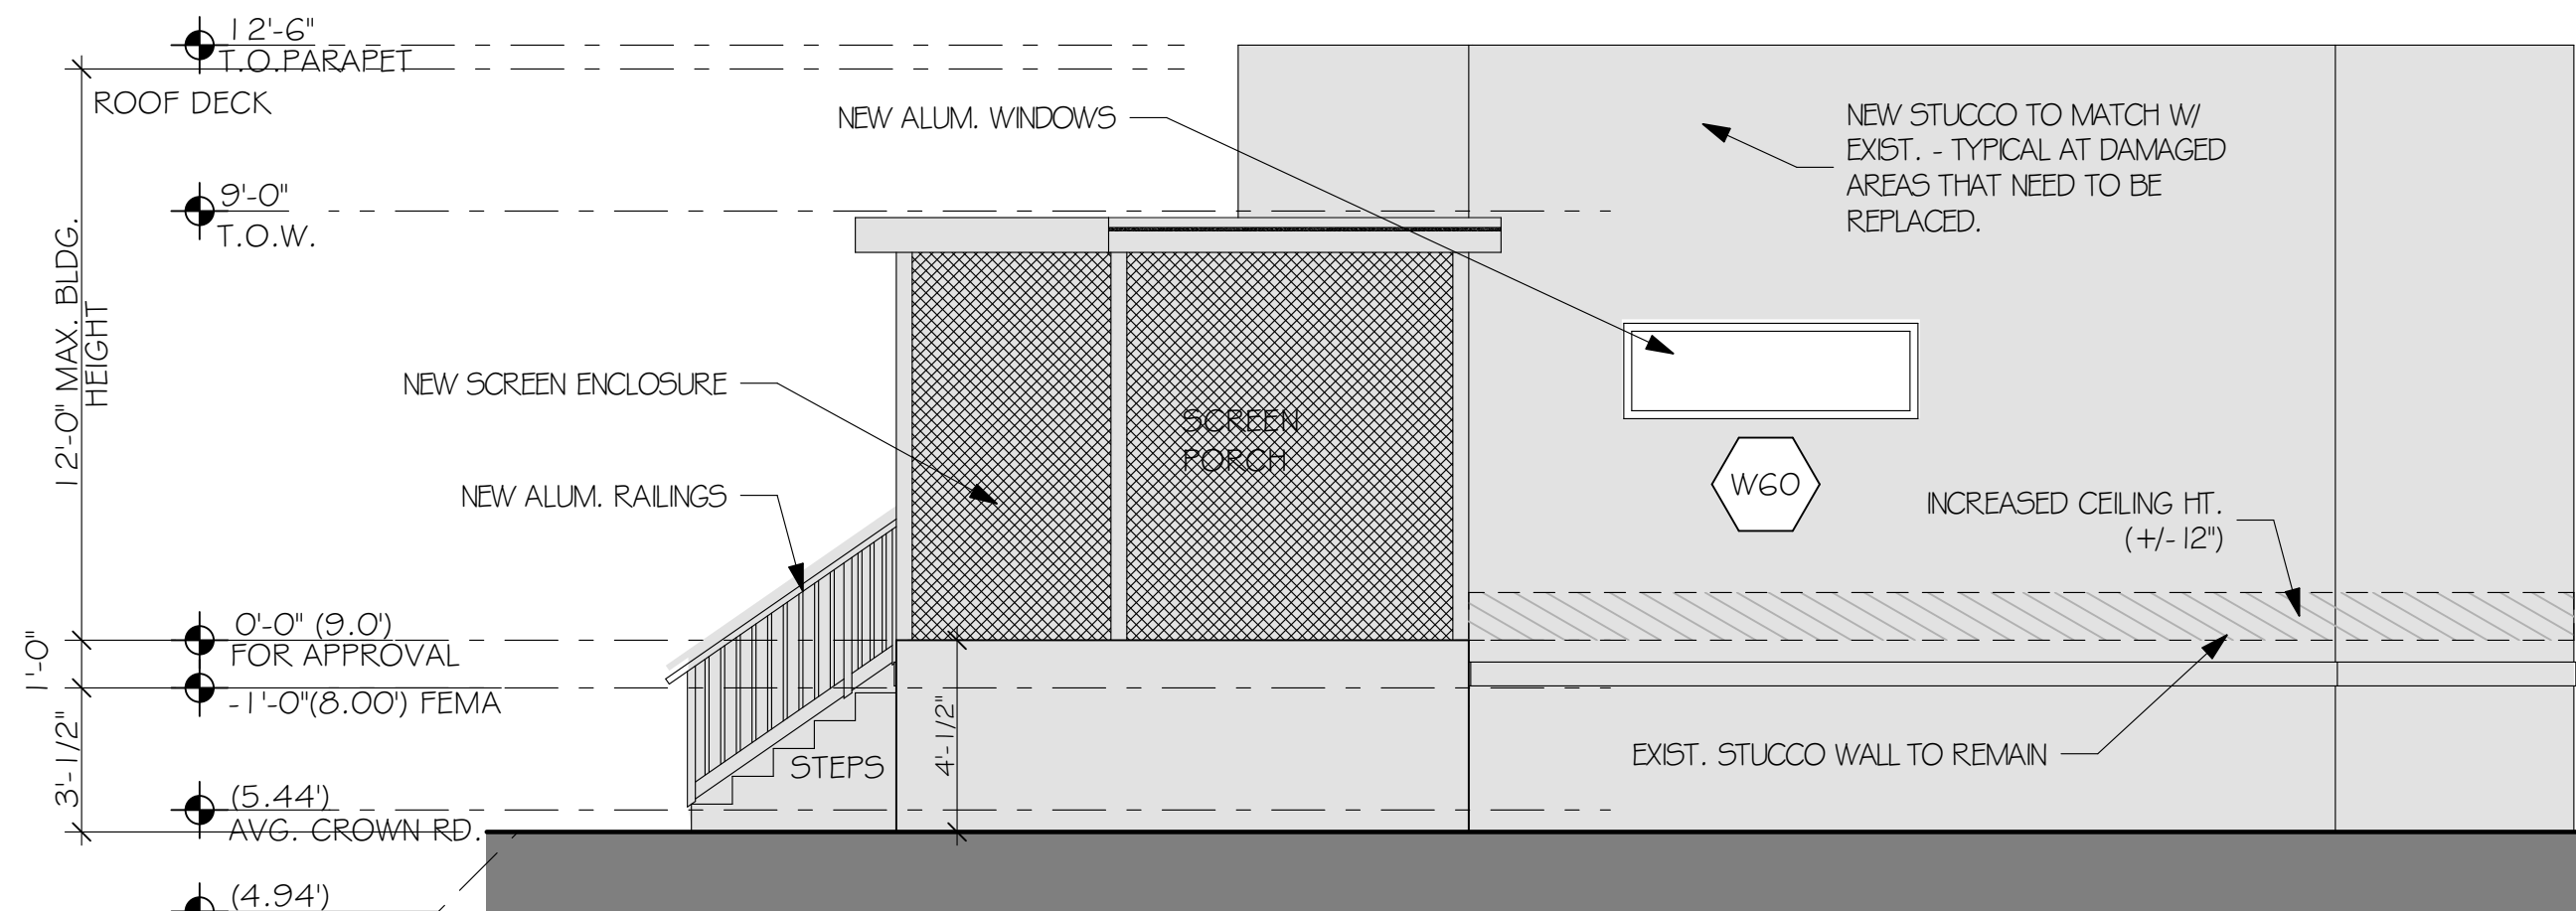 12'-6"
T.O.PARAPET
ROOF DECK
NEW ALUM. WINDOWS
NEW STUCCO TO MATCH W/
EXIST. - TYPICAL AT DAMAGED
AREAS THAT NEED TO BE
REPLACED.
9'-0"
T.O.W.
12'-0" MAX. BLDG.
HEIGHT
NEW SCREEN ENCLOSURE
SCREEN
PORCH
NEW ALUM. RAILINGS
W60
INCREASED CEILING HT.
(+/- 12")
0'-0" (9.0')
FOR APPROVAL
1'-0"
-1'-0"(8.00') FEMA
3'-1/2"
4'-1/2"
STEPS
EXIST. STUCCO WALL TO REMAIN
(5.44')
AVG. CROWN RD.
(4.94')